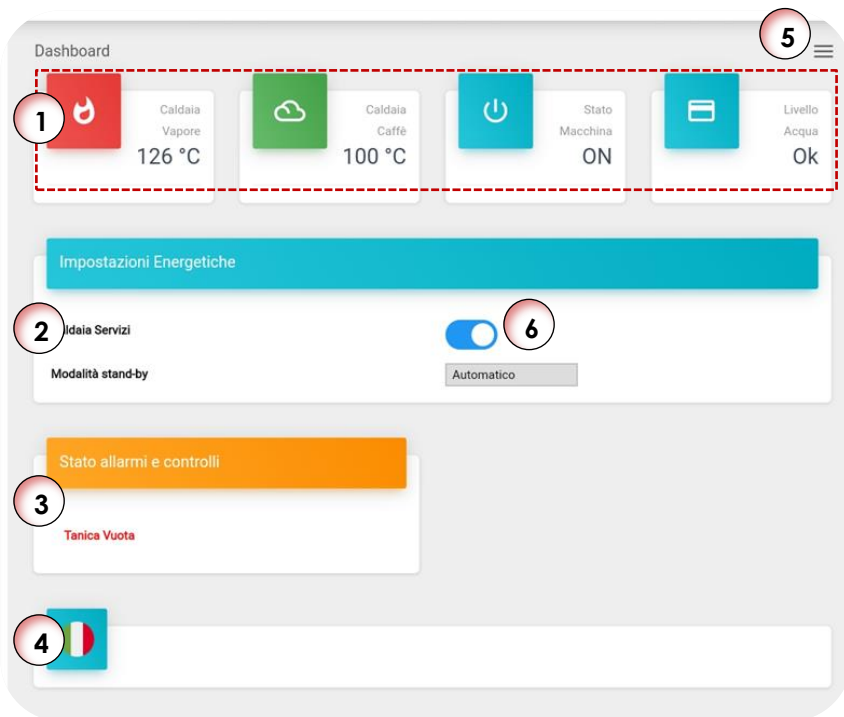 Dashboard
5
1
Caldaia
Vapore
126 °C
Caldaia
Caffè
100 °C
Stato
Macchina
ON
Livello
Acqua
Ok
Impostazioni Energetiche
2
ldaia Servizi
6
Modalità stand-by
Automatico
Stato allarmi e controlli
3
Tanica Vuota
4